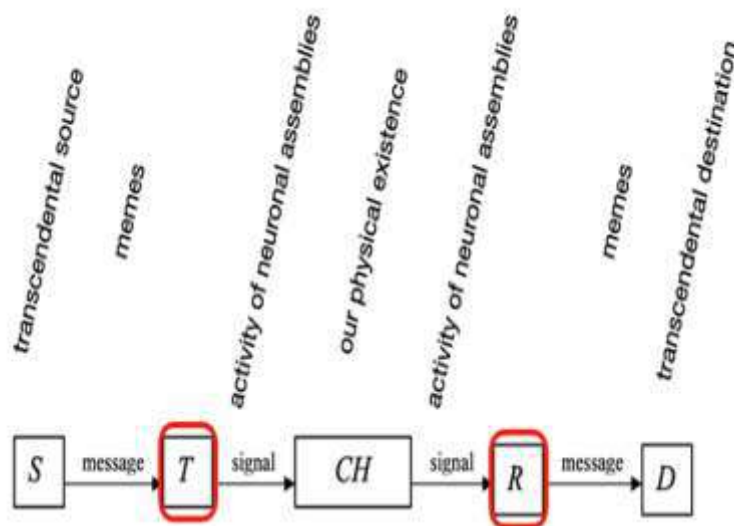 transcendental source
memes
activity of neuronal assemblies
our physical existence
activity of neuronal assemblies
memes
transcendental destination
S message T signal CH signal R message D